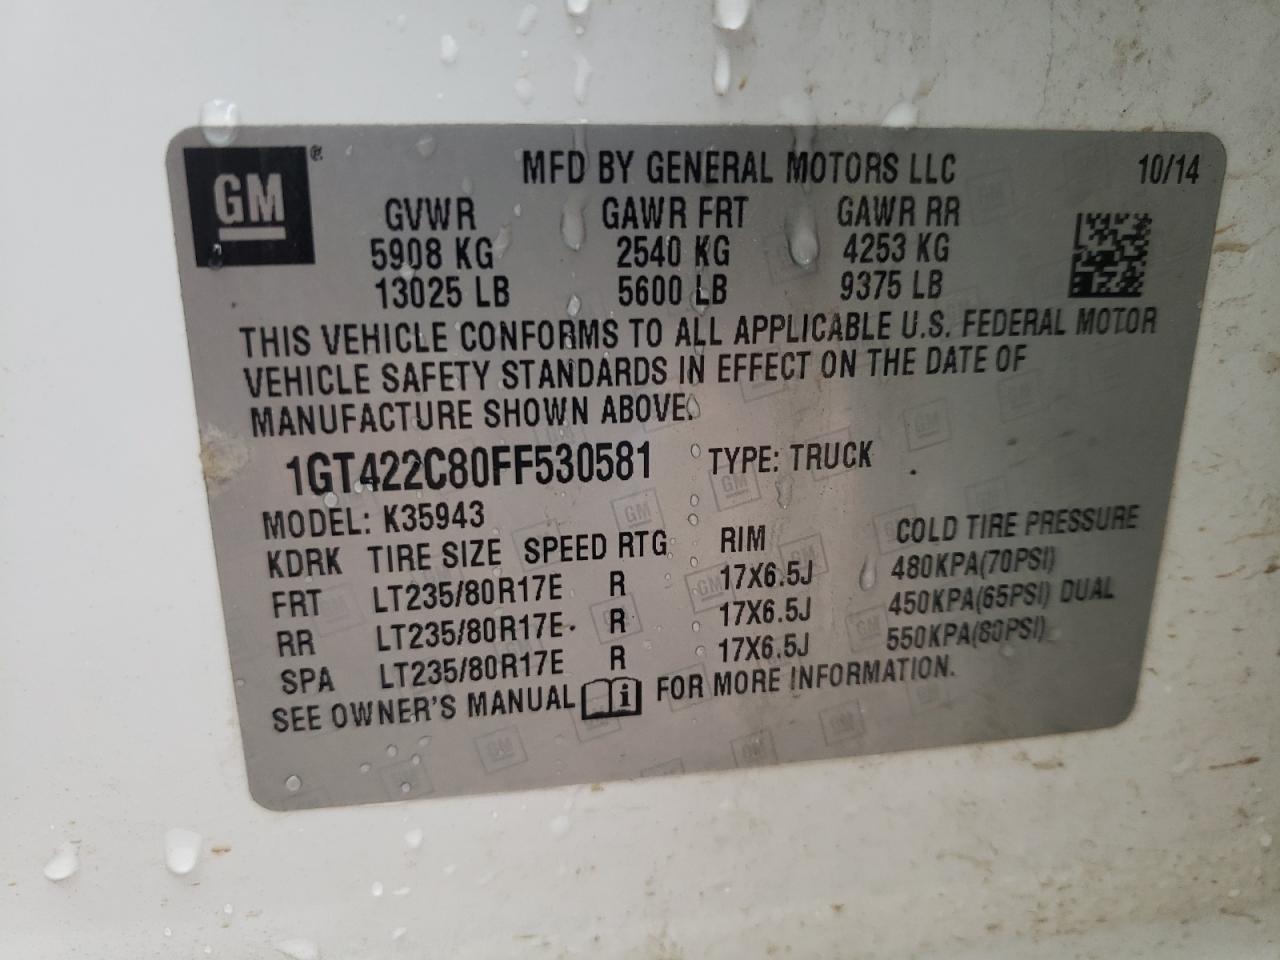 GM ® MFD BY GENERAL MOTORS LLC 10/14
GVWR GAWR FRT GAWR RR
5908 KG 2540 KG 4253 KG
13025 LB 5600 LB 9375 LB
THIS VEHICLE CONFORMS TO ALL APPLICABLE U.S. FEDERAL MOTOR
VEHICLE SAFETY STANDARDS IN EFFECT ON THE DATE OF
MANUFACTURE SHOWN ABOVE.
1GT422C80FF530581 TYPE: TRUCK
MODEL: K35943
KDRK TIRE SIZE SPEED RTG RIM COLD TIRE PRESSURE
FRT LT235/80R17E R 17X6.5J 480KPA(70PSI)
RR LT235/80R17E R 17X6.5J 450KPA(65PSI) DUAL
SPA LT235/80R17E R 17X6.5J 550KPA(80PSI)
SEE OWNER'S MANUAL i FOR MORE INFORMATION.